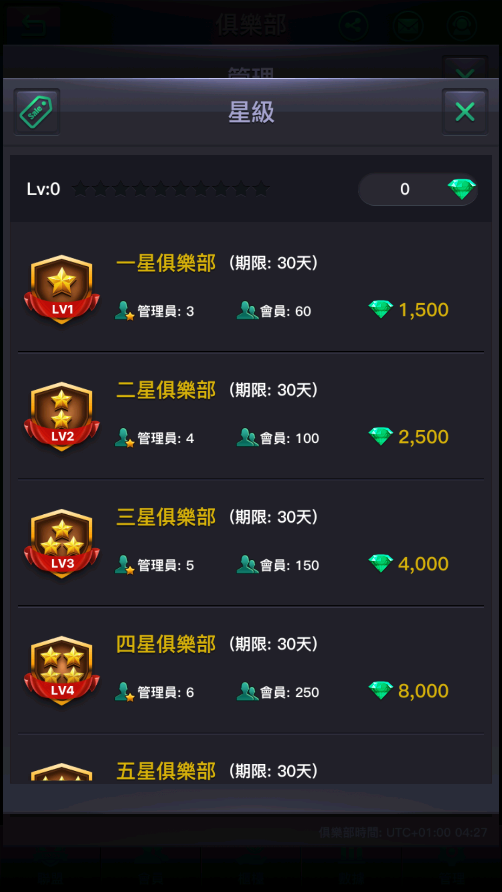 俱樂部
管理
Sale
星級
Lv:0
0
一星俱樂部 (期限: 30天)
LV1
管理員: 3 會員: 60 1,500
二星俱樂部 (期限: 30天)
LV2
管理員: 4 會員: 100 2,500
三星俱樂部 (期限: 30天)
LV3
管理員: 5 會員: 150 4,000
四星俱樂部 (期限: 30天)
LV4
管理員: 6 會員: 250 8,000
五星俱樂部 (期限: 30天)
俱樂部時間: UTC+01:00 04:27